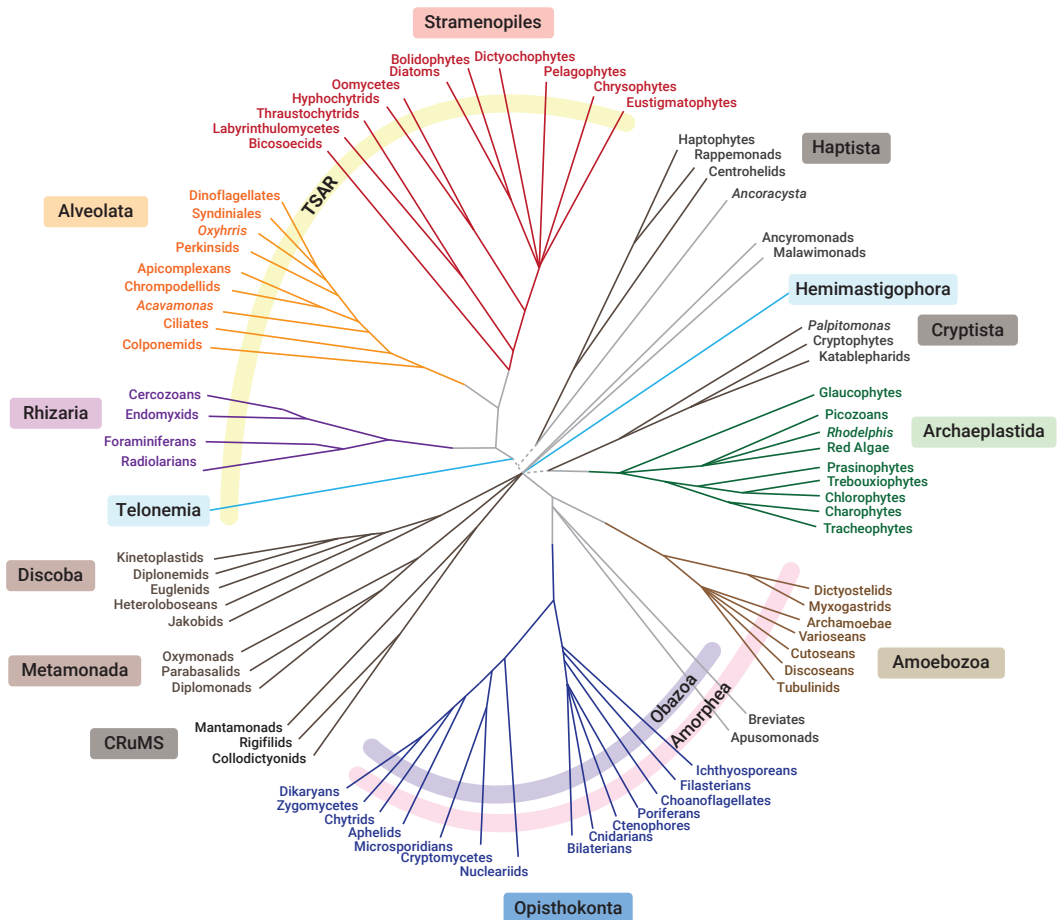 Stramenopiles
Bolidophytes
Dictyochophytes
Diatoms
Pelagophytes
Oomycetes
Chrysophytes
Hyphochytrids
Eustigmatophytes
Thraustochytrids
Labyrinthulomycetes
Bicosoecids
TSAR
Alveolata
Dinoflagellates
Syndiniales
Oxyhrris
Perkinsids
Apicomplexans
Chrompodellids
Acavamonas
Ciliates
Colponemids
Rhizaria
Cercozoans
Endomyxids
Foraminiferans
Radiolarians
Telonemia
Haptista
Haptophytes
Rappemonads
Centrohelids
Ancoracysta
Ancyromonads
Malawimonads
Hemimastigophora
Cryptista
Palpitomonas
Cryptophytes
Katablepharids
Archaeplastida
Glaucophytes
Picozoans
Rhodelphis
Red Algae
Prasinophytes
Trebouxiophytes
Chlorophytes
Charophytes
Tracheophytes
Discoba
Kinetoplastids
Diplonemids
Euglenids
Heteroloboseans
Jakobids
Metamonada
Oxymonads
Parabasalids
Diplomonads
CRuMS
Mantamonads
Rigifilids
Collodictyonids
Amoebozoa
Dictyostelids
Myxogastrids
Archamoebae
Varioseans
Cutoseans
Discoseans
Tubulinids
Obazoa
Amorphea
Breviates
Apusomonads
Ichthyosporeans
Filasterians
Choanoflagellates
Poriferans
Ctenophores
Cnidarians
Bilaterians
Dikaryans
Zygomycetes
Chytrids
Aphelids
Microsporidians
Cryptomycetes
Nucleariids
Opisthokonta